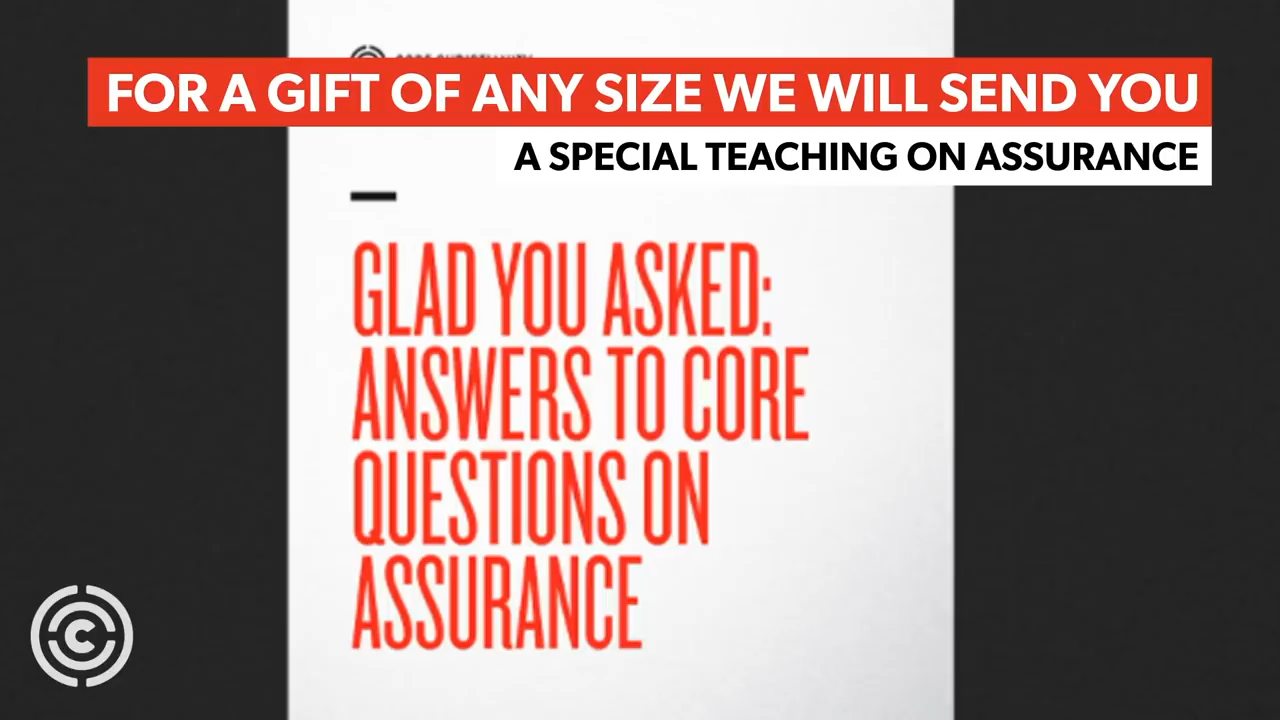 FOR A GIFT OF ANY SIZE WE WILL SEND YOU
A SPECIAL TEACHING ON ASSURANCE
GLAD YOU ASKED:
ANSWERS TO CORE
QUESTIONS ON
ASSURANCE
C